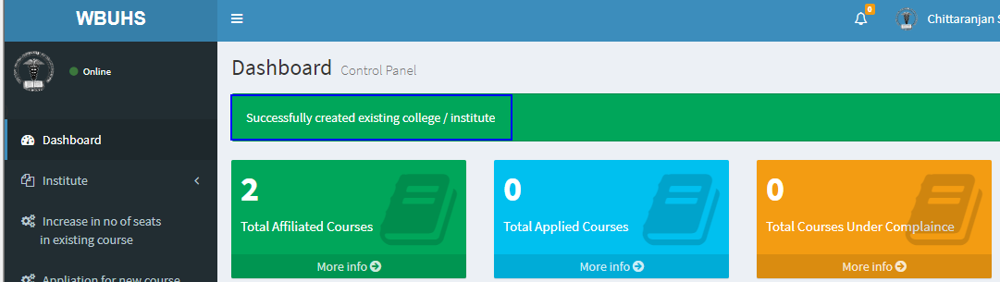 WBUHS
0
Chittaranjan
Online
Dashboard Control Panel
Successfully created existing college / institute
Dashboard
Institute
Increase in no of seats
in existing course
Appliation for new course
2
Total Affiliated Courses
More info
0
Total Applied Courses
More info
0
Total Courses Under Complaince
More info